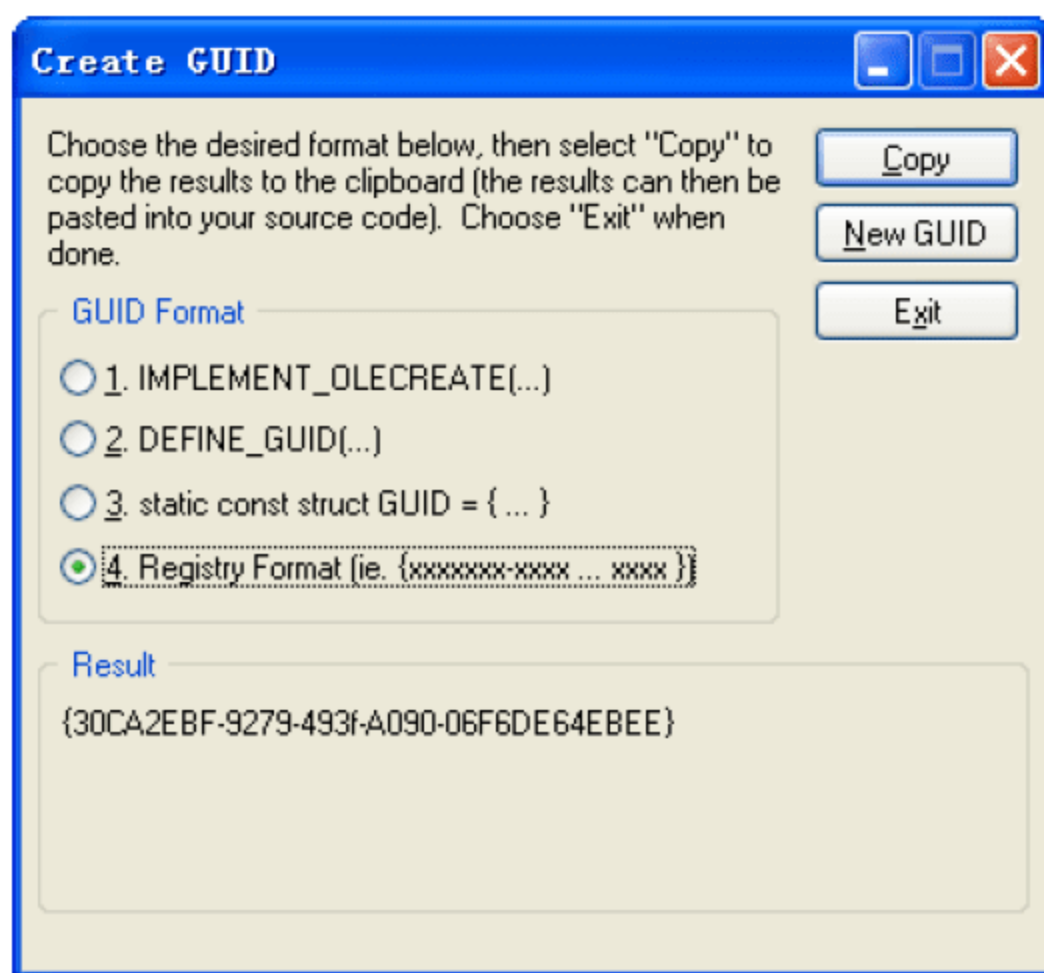 Create GUID
Choose the desired format below, then select "Copy" to
copy the results to the clipboard (the results can then be
pasted into your source code).  Choose "Exit" when
done.
Copy
New GUID
Exit
GUID Format
1. IMPLEMENT_OLECREATE(...)
2. DEFINE_GUID(...)
3. static const struct GUID = { ... }
4. Registry Format (ie. {xxxxxxx-xxxx ... xxxx })
Result
{30CA2EBF-9279-493f-A090-06F6DE64EBEE}